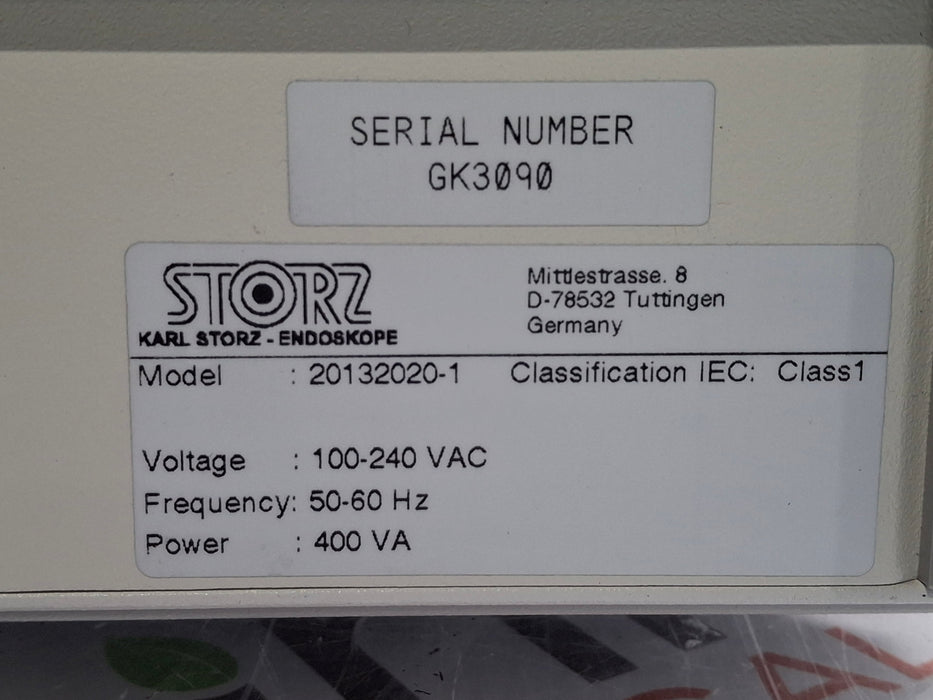 SERIAL NUMBER
GK3090
STORZ
KARL STORZ - ENDOSKOPE
Mittlestrasse. 8
D-78532 Tuttingen
Germany
Model : 20132020-1 Classification IEC: Class1
Voltage : 100-240 VAC
Frequency: 50-60 Hz
Power : 400 VA